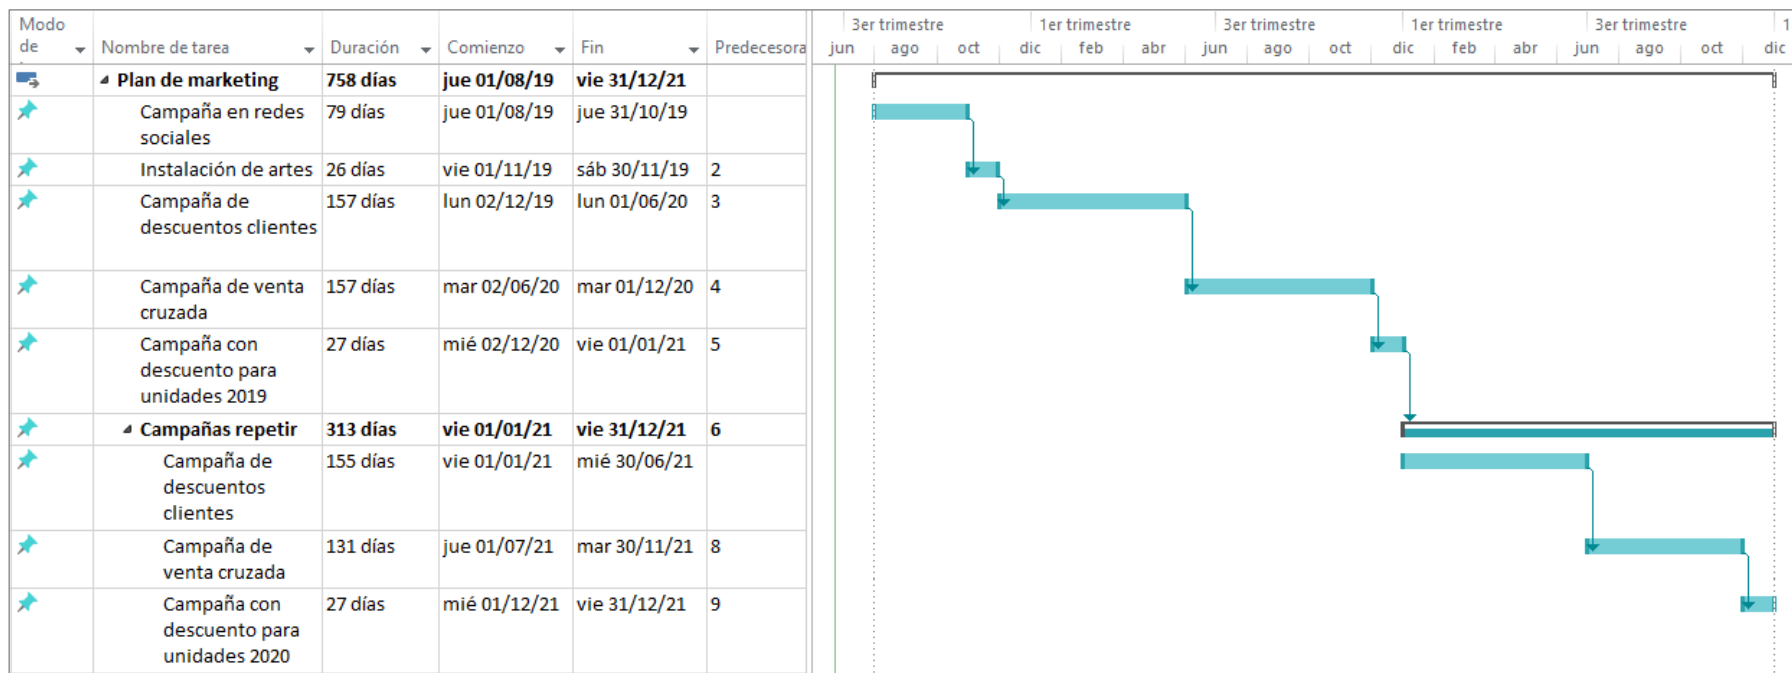 Modo de Nombre de tarea Duración Comienzo Fin Predecesora
3er trimestre 1er trimestre 3er trimestre 1er trimestre 3er trimestre 1
jun ago oct dic feb abr jun ago oct dic feb abr jun ago oct dic
Plan de marketing 758 días jue 01/08/19 vie 31/12/21
Campaña en redes 79 días jue 01/08/19 jue 31/10/19
sociales
Instalación de artes 26 días vie 01/11/19 sáb 30/11/19 2
Campaña de 157 días lun 02/12/19 lun 01/06/20 3
descuentos clientes
Campaña de venta 157 días mar 02/06/20 mar 01/12/20 4
cruzada
Campaña con 27 días mié 02/12/20 vie 01/01/21 5
descuento para
unidades 2019
Campañas repetir 313 días vie 01/01/21 vie 31/12/21 6
Campaña de 155 días vie 01/01/21 mié 30/06/21
descuentos
clientes
Campaña de 131 días jue 01/07/21 mar 30/11/21 8
venta cruzada
Campaña con 27 días mié 01/12/21 vie 31/12/21 9
descuento para
unidades 2020